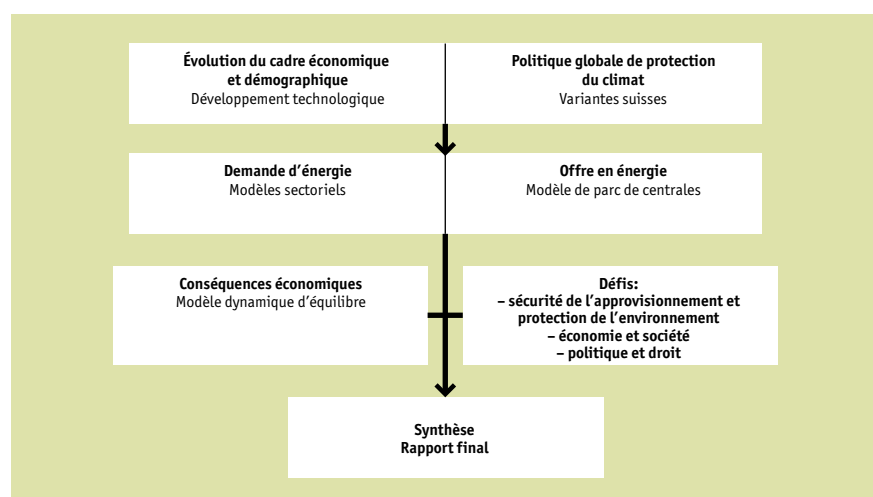 Évolution du cadre économique
et démographique
Développement technologique
Politique globale de protection
du climat
Variantes suisses
Demande d'énergie
Modèles sectoriels
Offre en énergie
Modèle de parc de centrales
Conséquences économiques
Modèle dynamique d'équilibre
Défis:
– sécurité de l'approvisionnement et
protection de l'environnement
– économie et société
– politique et droit
Synthèse
Rapport final